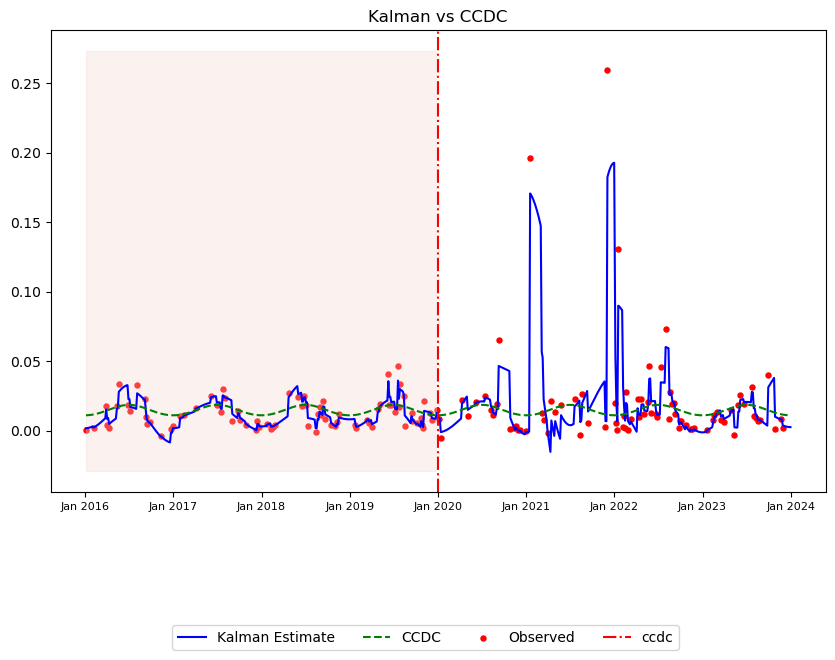 Kalman vs CCDC
0.25
0.20
0.15
0.10
0.05
0.00
Jan 2016 Jan 2017 Jan 2018 Jan 2019 Jan 2020 Jan 2021 Jan 2022 Jan 2023 Jan 2024
Kalman Estimate CCDC Observed ccdc